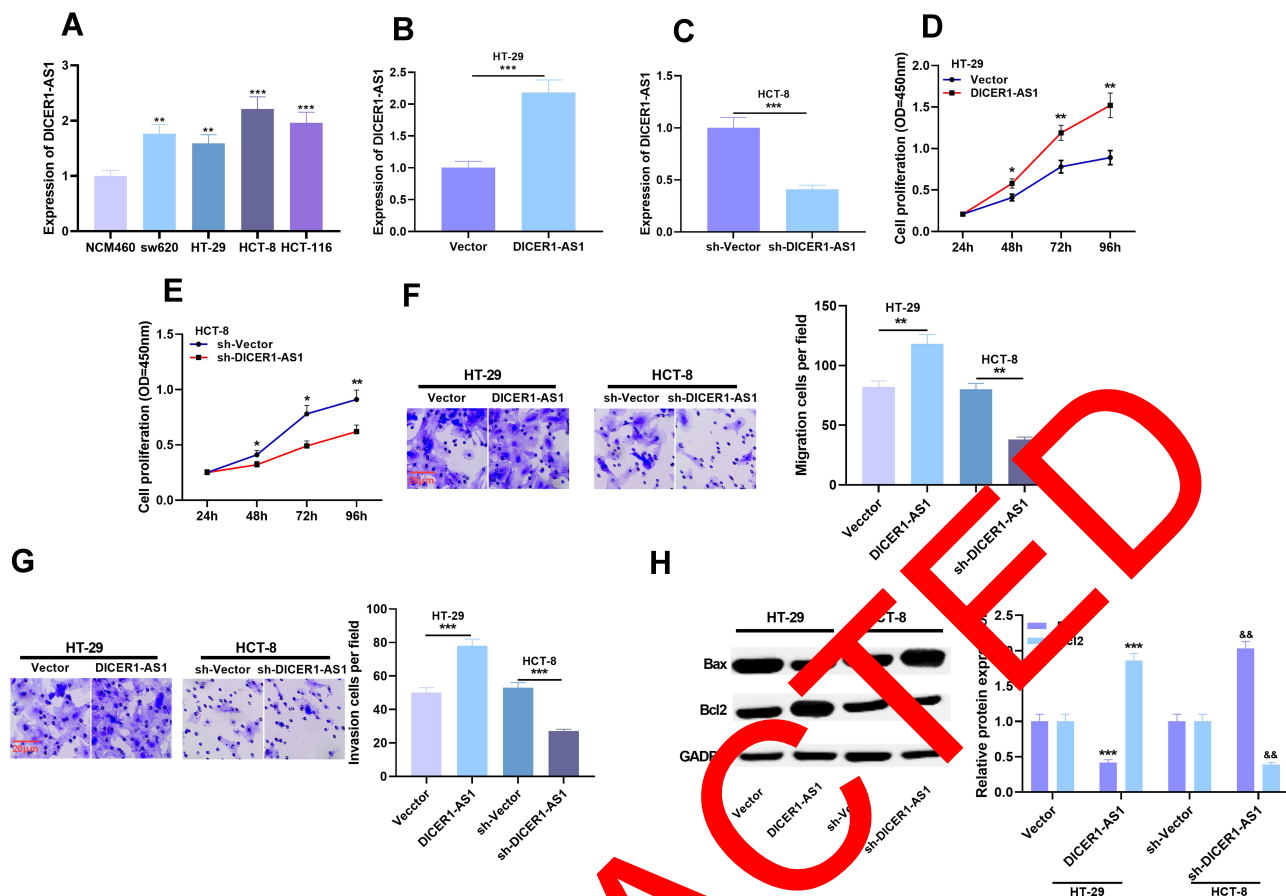 A
Expression of DICER1-AS1
3
2
1
0
**
**
***
***
NCM460 sw620 HT-29 HCT-8 HCT-116
B
Expression of DICER1-AS1
2.5
2.0
1.5
1.0
0.5
0.0
HT-29
***
Vector DICER1-AS1
C
Expression of DICER1-AS1
1.5
1.0
0.5
0.0
HCT-8
***
sh-Vector sh-DICER1-AS1
D
Cell proliferation (OD=450nm)
2.0
1.5
1.0
0.5
0.0
HT-29
Vector
DICER1-AS1
*
**
**
24h 48h 72h 96h
E
Cell proliferation (OD=450nm)
1.5
1.0
0.5
0.0
HCT-8
sh-Vector
sh-DICER1-AS1
*
*
**
24h 48h 72h 96h
F
HT-29 HCT-8
Vector DICER1-AS1 sh-Vector sh-DICER1-AS1
Migration cells per field
150
100
50
0
HT-29
**
HCT-8
**
Vecctor
DICER1-AS1
sh-DICER1-AS1
G
HT-29 HCT-8
Vector DICER1-AS1 sh-Vector sh-DICER1-AS1
20μm
Invasion cells per field
100
80
60
40
20
0
HT-29
***
HCT-8
***
Vecctor
DICER1-AS1
sh-Vector
sh-DICER1-AS1
H
HT-29
Bax
Bcl2
Vector
DICER1-AS1
sh-DICER1-AS1
Relative protein
2.5
1.5
1.0
0.5
0.0
***
***
&&
&&
Vector
DICER1-AS1
sh-Vector
sh-DICER1-AS1
HT-29 HCT-8
ACTED